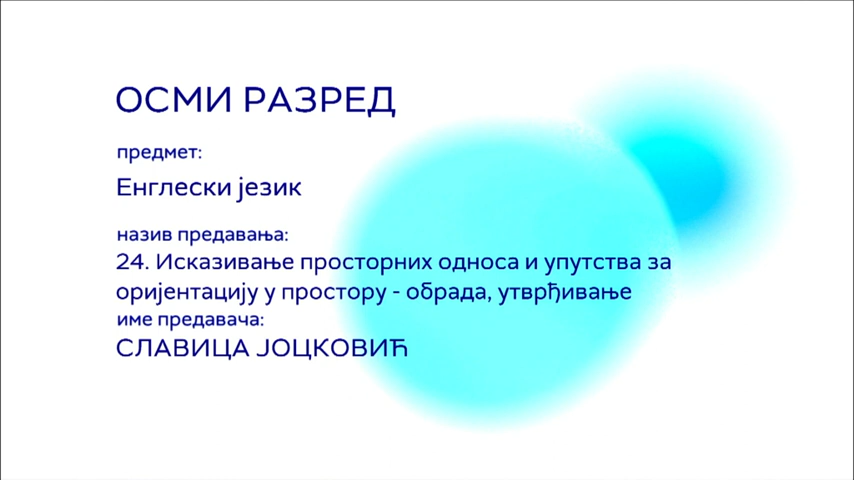 ОСМИ РАЗРЕД
предмет:
Енглески језик
назив предавања:
24. Исказивање просторних односа и упутства за
оријентацију у простору - обрада, утврђивање
име предавача:
СЛАВИЦА ЈОЦКОВИЋ